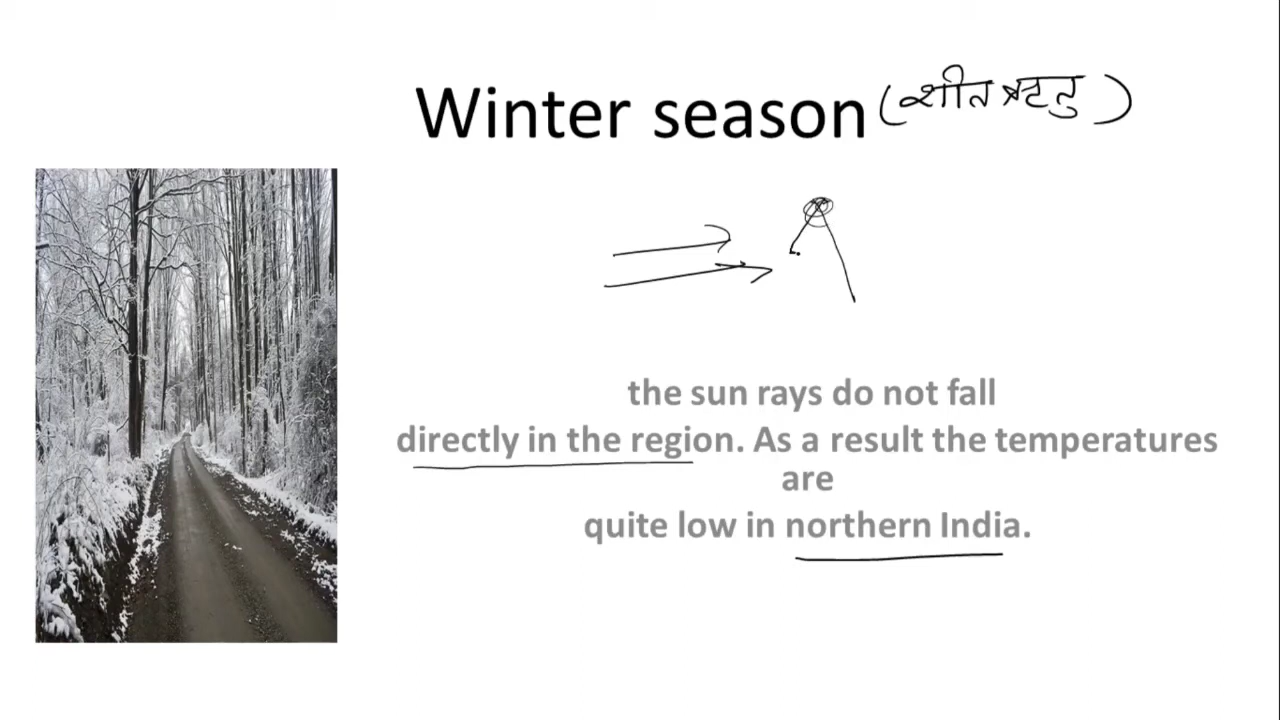 Winter season (शीत ऋतु)
the sun rays do not fall
directly in the region. As a result the temperatures
are
quite low in northern India.